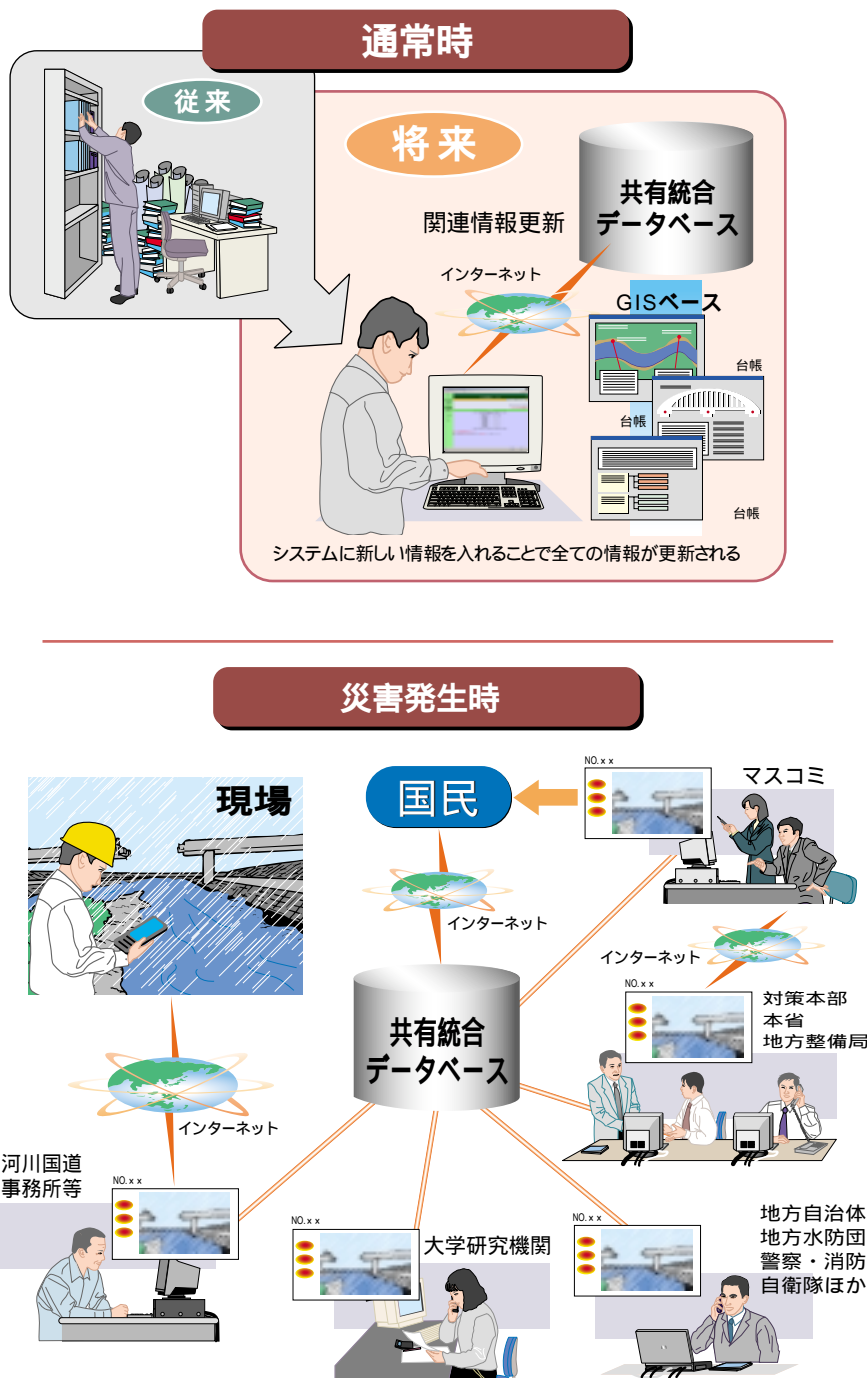 通常時
従来
将来
共有統合
データベース
関連情報更新
インターネット
GISベース
台帳
台帳
台帳
システムに新しい情報を入れることで全ての情報が更新される
災害発生時
現場
国民
NO.××
マスコミ
インターネット
インターネット
NO.××
対策本部
本省
地方整備局
共有統合
データベース
インターネット
河川国道
事務所等
NO.××
NO.××
大学研究機関
NO.××
地方自治体
地方水防団
警察・消防
自衛隊ほか